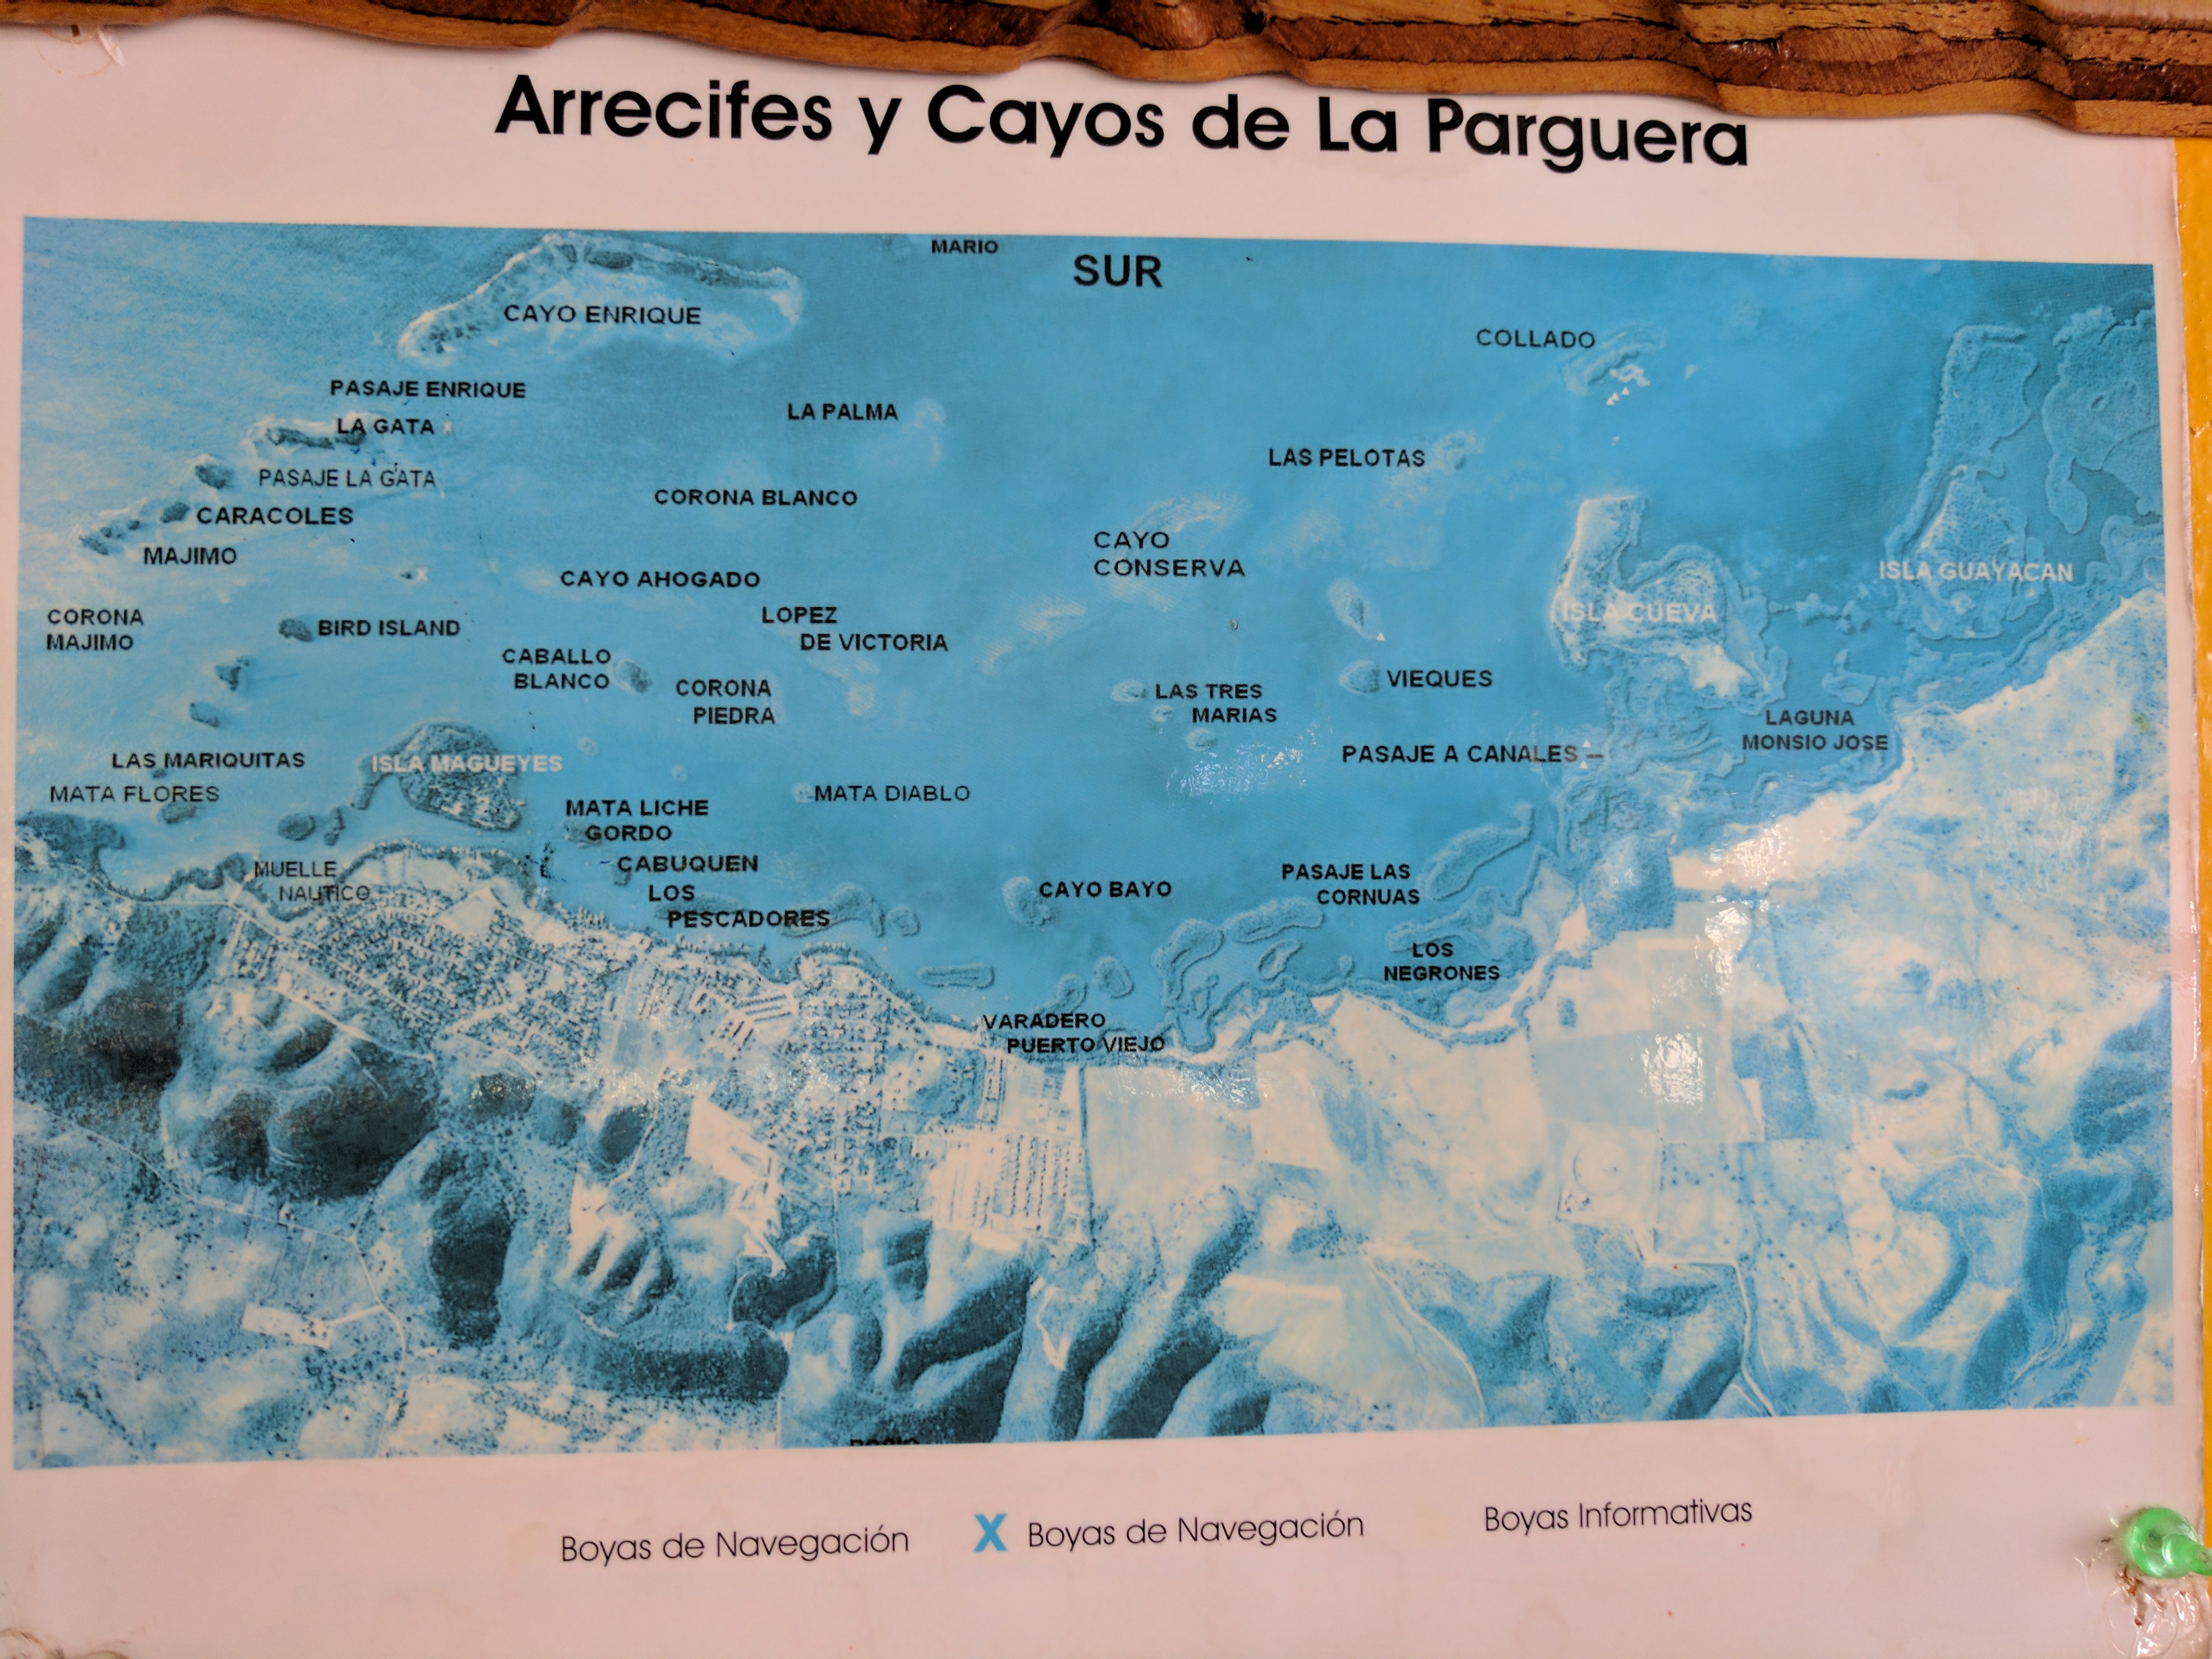 Arrecifes y Cayos de La Parguera
MARIO
SUR
CAYO ENRIQUE
COLLADO
PASAJE ENRIQUE
LA GATA
LA PALMA
LAS PELOTAS
PASAJE LA GATA
CORONA BLANCO
CARACOLES
MAJIMO
CAYO
CONSERVA
CAYO AHOGADO
ISLA GUAYACAN
ISLA CUEVA
CORONA
MAJIMO
BIRD ISLAND
LOPEZ
DE VICTORIA
CABALLO
BLANCO
CORONA
PIEDRA
LAS TRES
MARIAS
VIEQUES
LAGUNA
MONSIO JOSE
PASAJE A CANALES --
LAS MARIQUITAS
ISLA MAGUEYES
MATA FLORES
MATA DIABLO
MATA LICHE
GORDO
CABUQUEN
MUELLE
NAUTICO
LOS
PESCADORES
CAYO BAYO
PASAJE LAS
CORNUAS
LOS
NEGRONES
VARADERO
PUERTO VIEJO
Boyas de Navegación
X Boyas de Navegación
Boyas Informativas